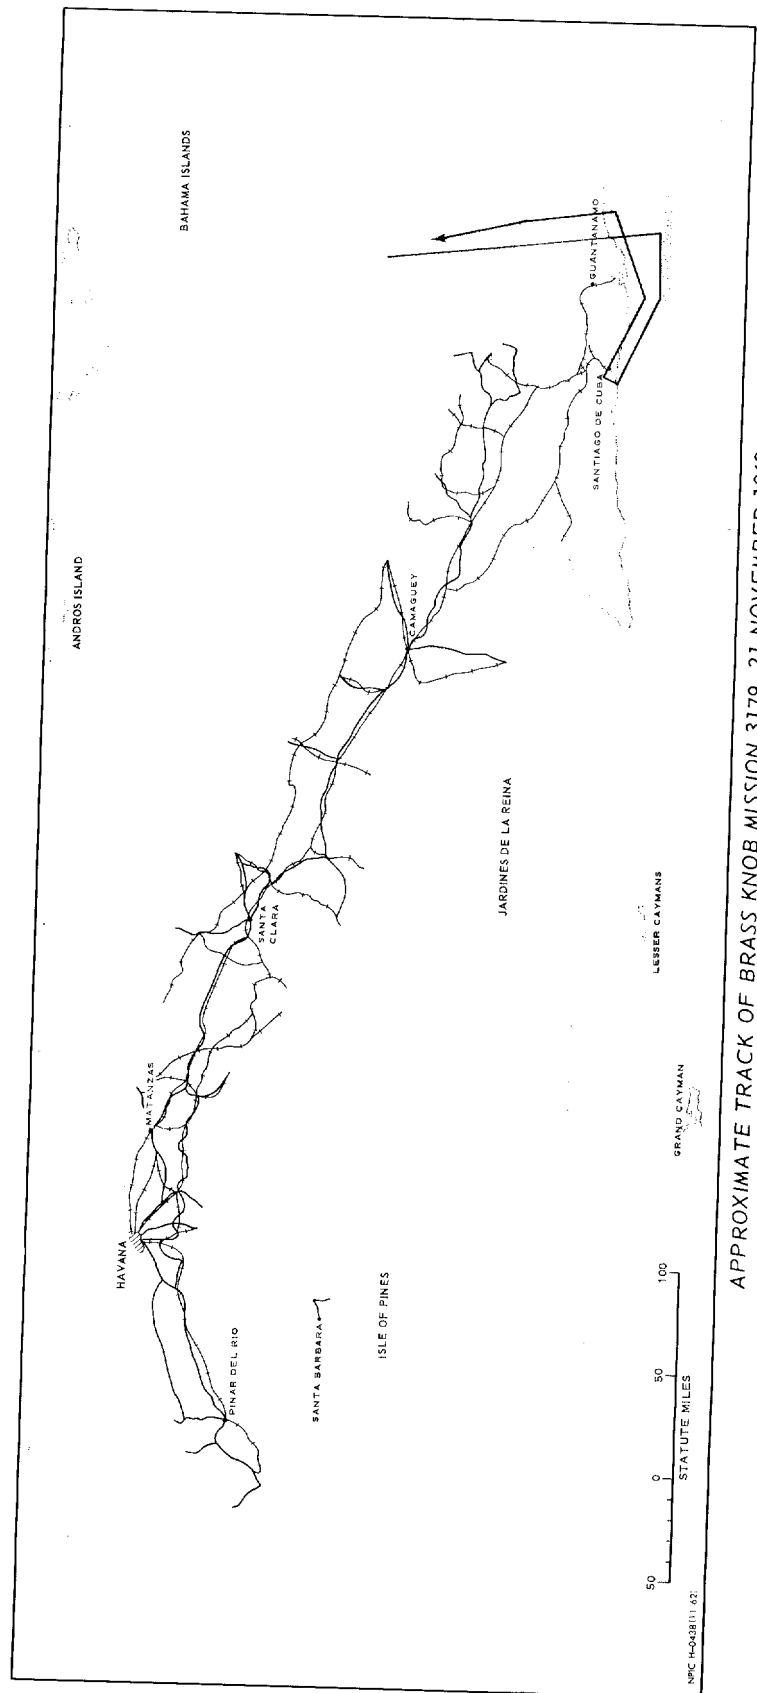 BAHAMA ISLANDS
ANDROS ISLAND
GUANTANAMO
SANTIAGO DE CUBA
CAMAGUEY
JARDINES DE LA REINA
SANTA
CLARA
LESSER CAYMANS
MATANZAS
GRAND CAYMAN
HAVANA
ISLE OF PINES
SANTA BARBARA
PINAR DEL RIO
50 0 50 100
STATUTE MILES
NPIC H-0438 (11 62)
APPROXIMATE TRACK OF BRASS KNOB MISSION 3179, 21 NOVEMBER